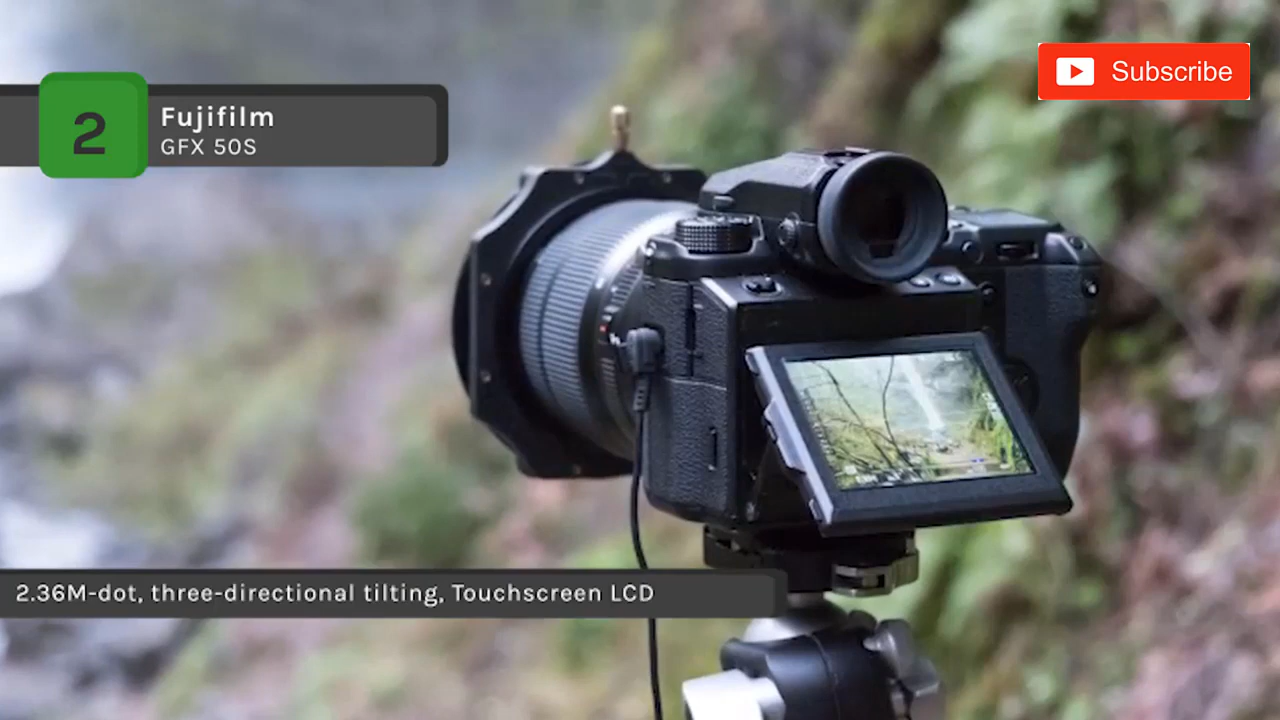 2
Fujifilm
GFX 50S
Subscribe
2.36M-dot, three-directional tilting, Touchscreen LCD